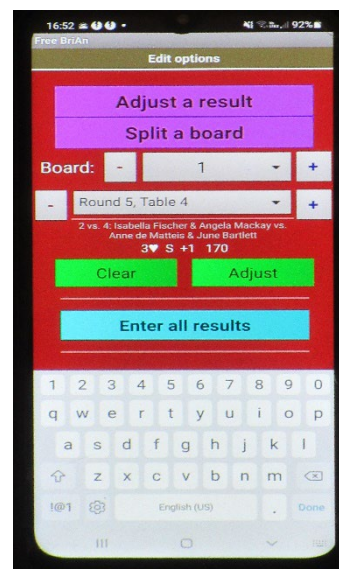 16:52
92%
Free BriAn
Edit options
Adjust a result
Split a board
Board: - 1 +
- Round 5, Table 4 +
2 vs. 4: Isabella Fischer & Angela Mackay vs.
Anne de Matteis & June Bartlett
3♥ S +1 170
Clear Adjust
Enter all results
1 2 3 4 5 6 7 8 9 0
q w e r t y u i o p
a s d f g h j k l
z x c v b n m
!@1 English (US) . Done